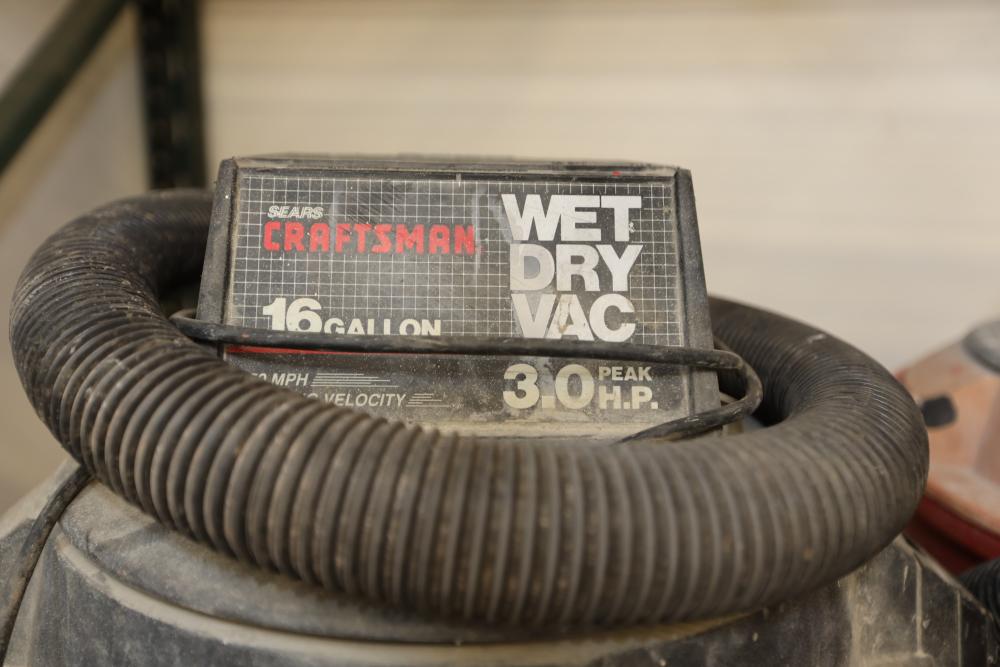 SEARS
CRAFTSMAN
WET
DRY
VAC
16 GALLON
MPH
VELOCITY
3.0 PEAK
H.P.